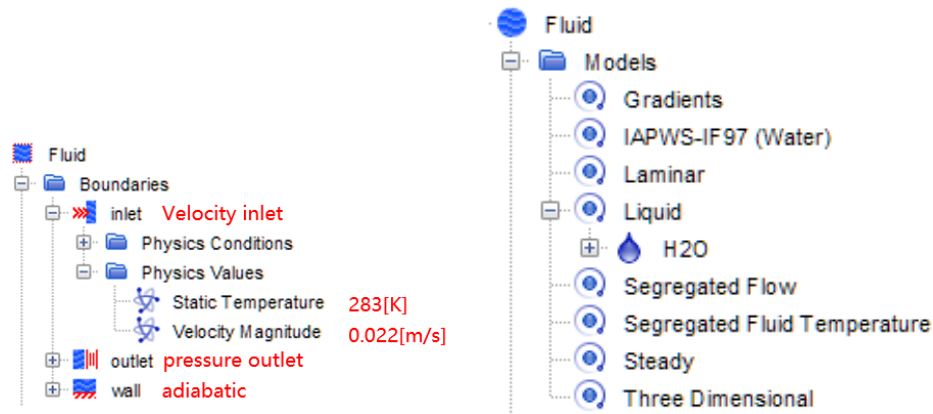 Fluid
Boundaries
inlet Velocity inlet
Physics Conditions
Physics Values
Static Temperature 283[K]
Velocity Magnitude 0.022[m/s]
outlet pressure outlet
wall adiabatic
Fluid
Models
Gradients
IAPWS-IF97 (Water)
Laminar
Liquid
H2O
Segregated Flow
Segregated Fluid Temperature
Steady
Three Dimensional